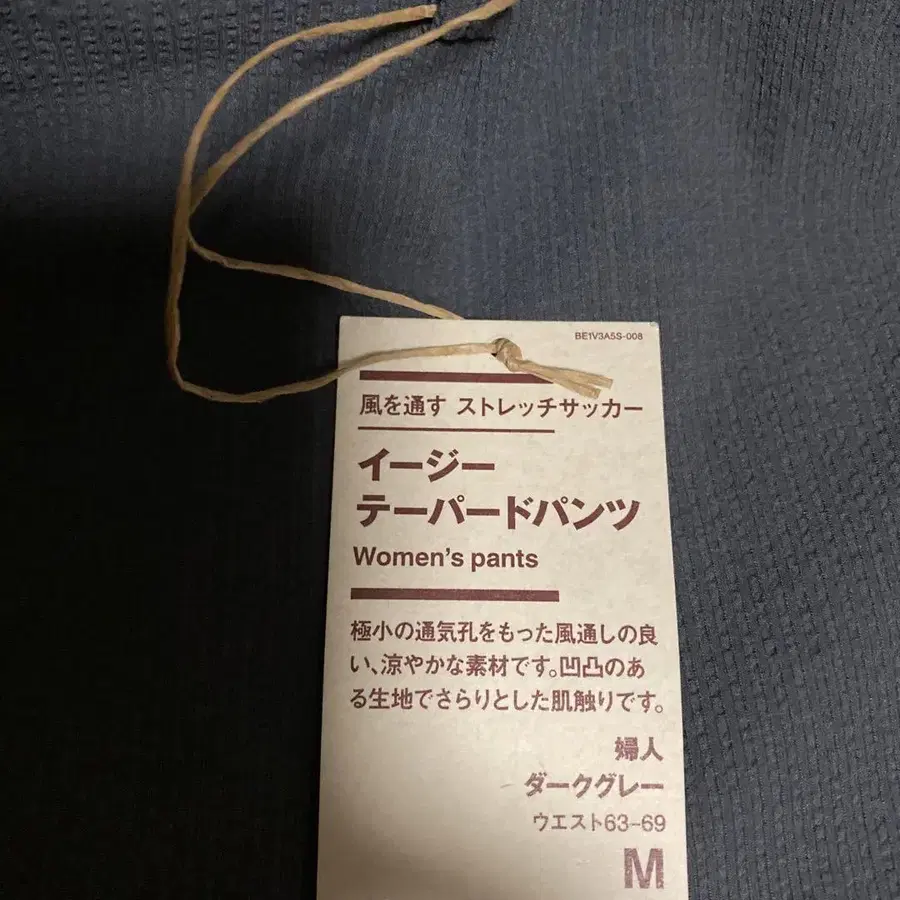 BE1V3A5S-008
風を通す ストレッチサッカー
イージー
テーパードパンツ
Women's pants
極小の通気孔をもった風通しの良
い、涼やかな素材です。凹凸のあ
る生地でさらりとした肌触りです。
婦人
ダークグレー
ウエスト63-69
M